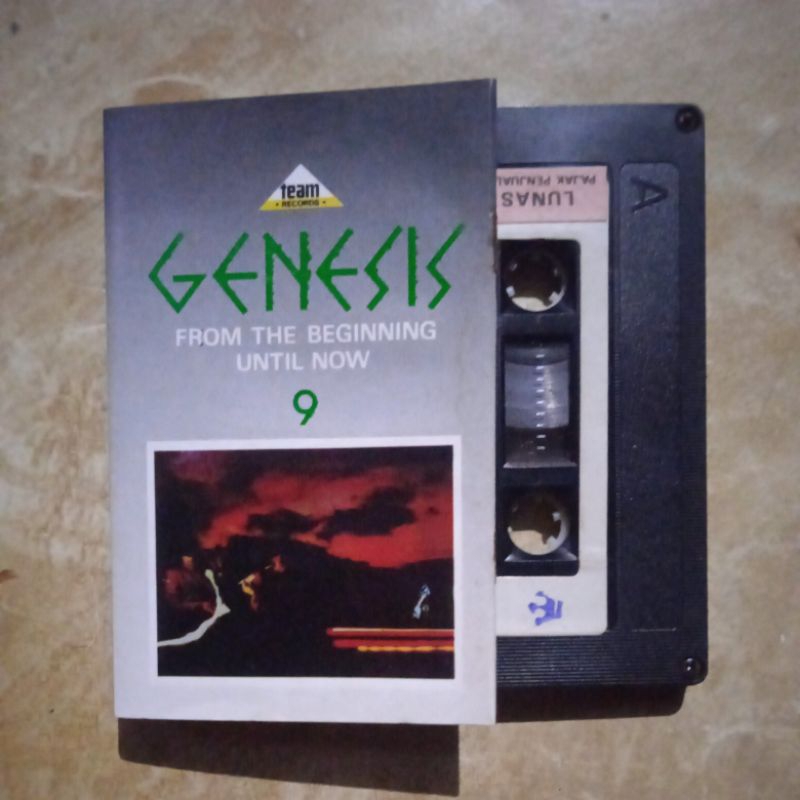 team
• RECORDS •
GENESIS
FROM THE BEGINNING
UNTIL NOW
9
A
PAJAK PENJUAL
LUNAS